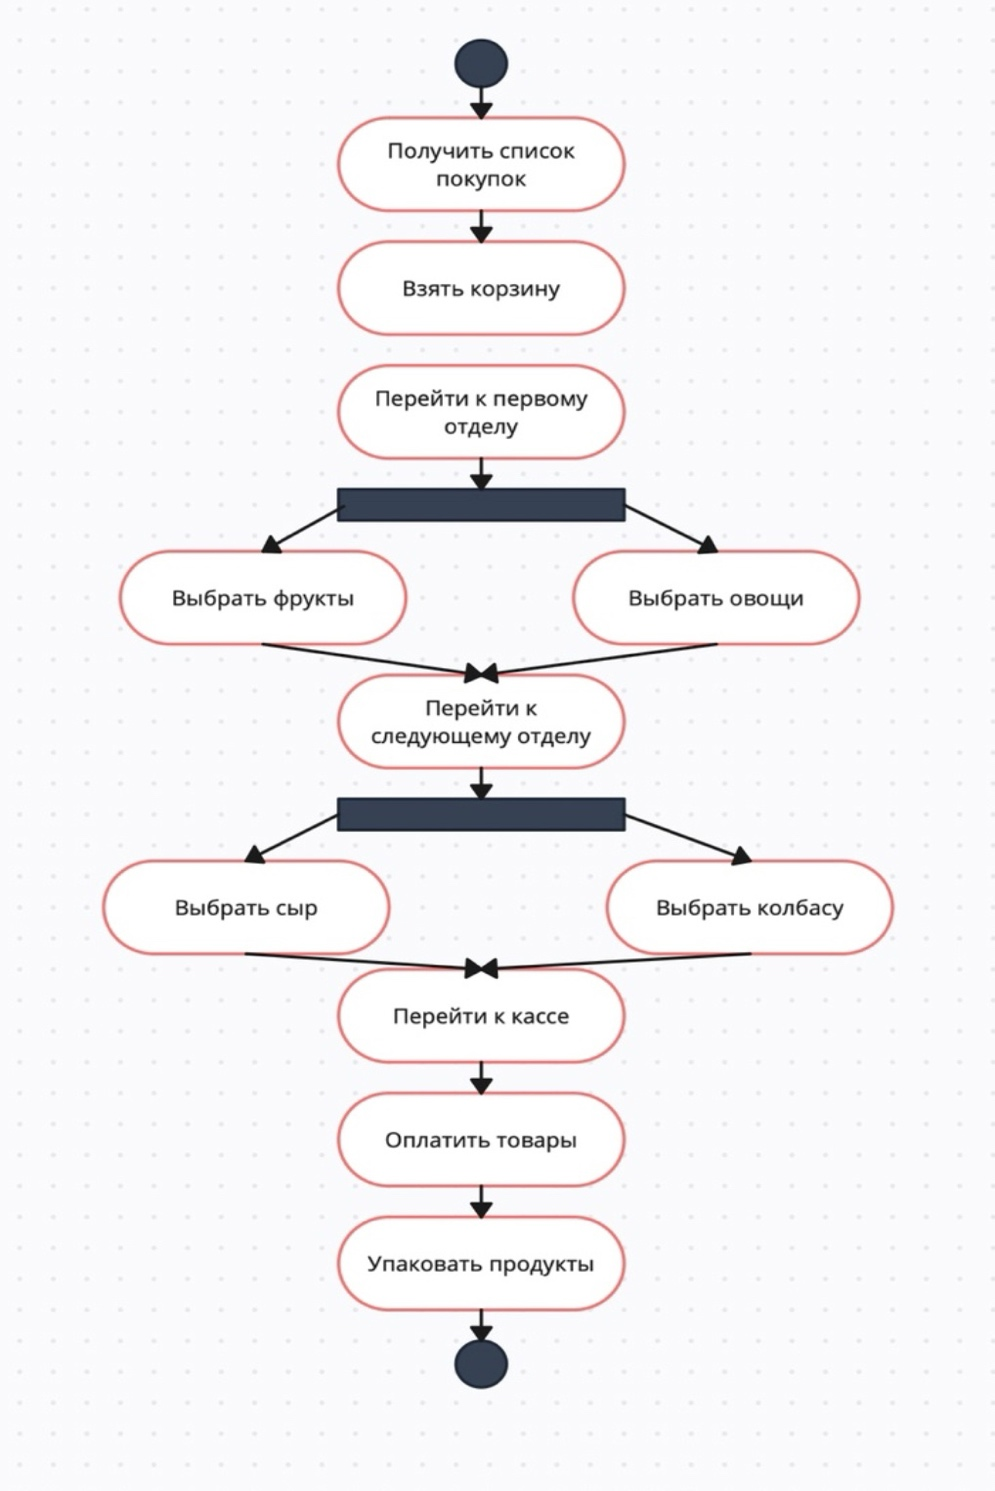 Получить список
покупок
Взять корзину
Перейти к первому
отделу
Выбрать фрукты
Выбрать овощи
Перейти к
следующему отделу
Выбрать сыр
Выбрать колбасу
Перейти к кассе
Оплатить товары
Упаковать продукты